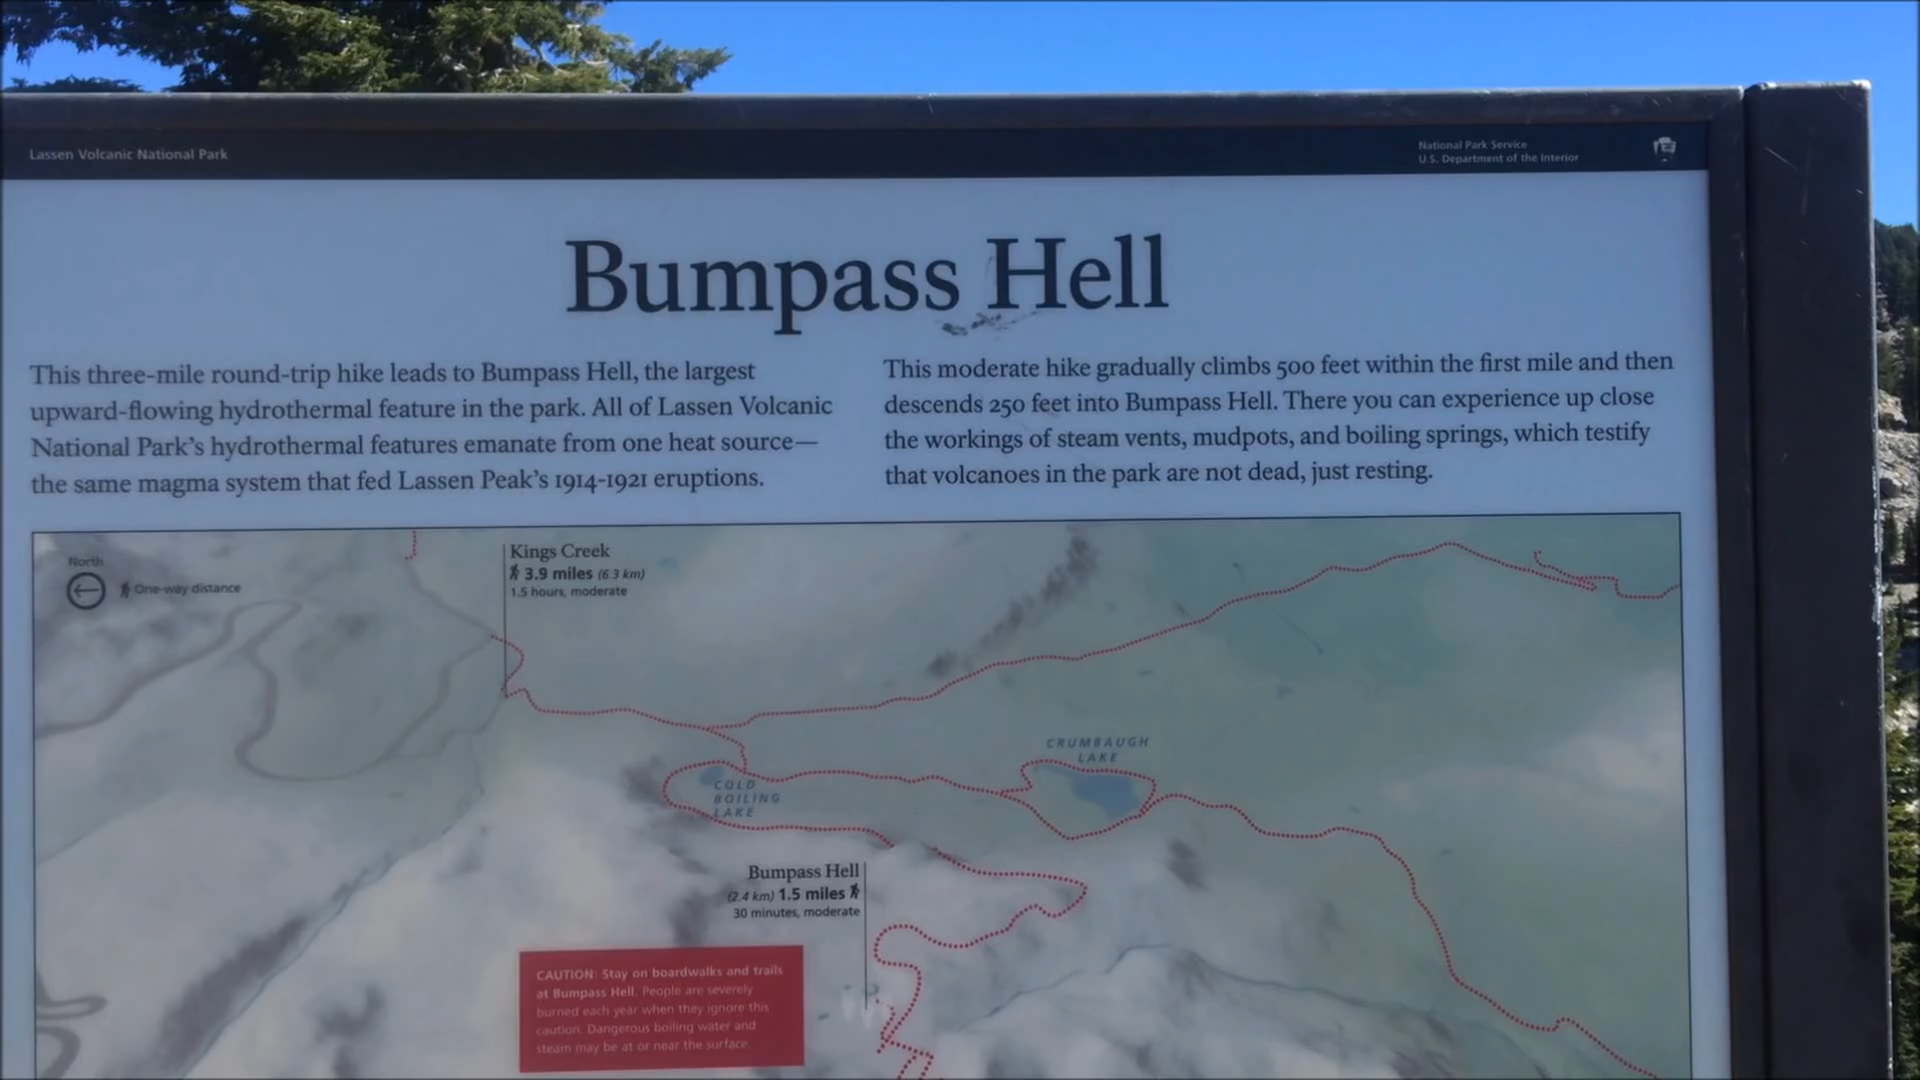 Lassen Volcanic National Park
National Park Service
U.S. Department of the Interior
Bumpass Hell
This three-mile round-trip hike leads to Bumpass Hell, the largest
upward-flowing hydrothermal feature in the park. All of Lassen Volcanic
National Park's hydrothermal features emanate from one heat source—
the same magma system that fed Lassen Peak's 1914-1921 eruptions.
This moderate hike gradually climbs 500 feet within the first mile and then
descends 250 feet into Bumpass Hell. There you can experience up close
the workings of steam vents, mudpots, and boiling springs, which testify
that volcanoes in the park are not dead, just resting.
North
One-way distance
Kings Creek
3.9 miles (6.3 km)
1.5 hours, moderate
CRUMBAUGH
LAKE
COLD
BOILING
LAKE
Bumpass Hell
(2.4 km) 1.5 miles
30 minutes, moderate
CAUTION: Stay on boardwalks and trails
at Bumpass Hell. People are severely
burned each year when they ignore this
caution. Dangerous boiling water and
steam may be at or near the surface.